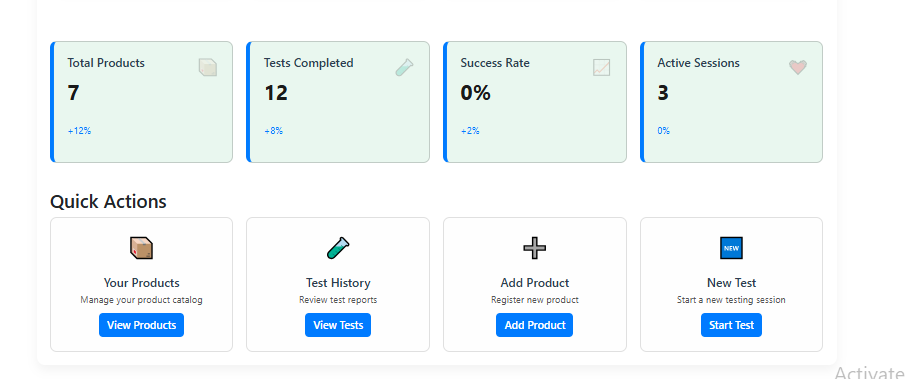 Total Products
7
+12%
Tests Completed
12
+8%
Success Rate
0%
+2%
Active Sessions
3
0%
Quick Actions
Your Products
Manage your product catalog
View Products
Test History
Review test reports
View Tests
Add Product
Register new product
Add Product
NEW
New Test
Start a new testing session
Start Test
Activate